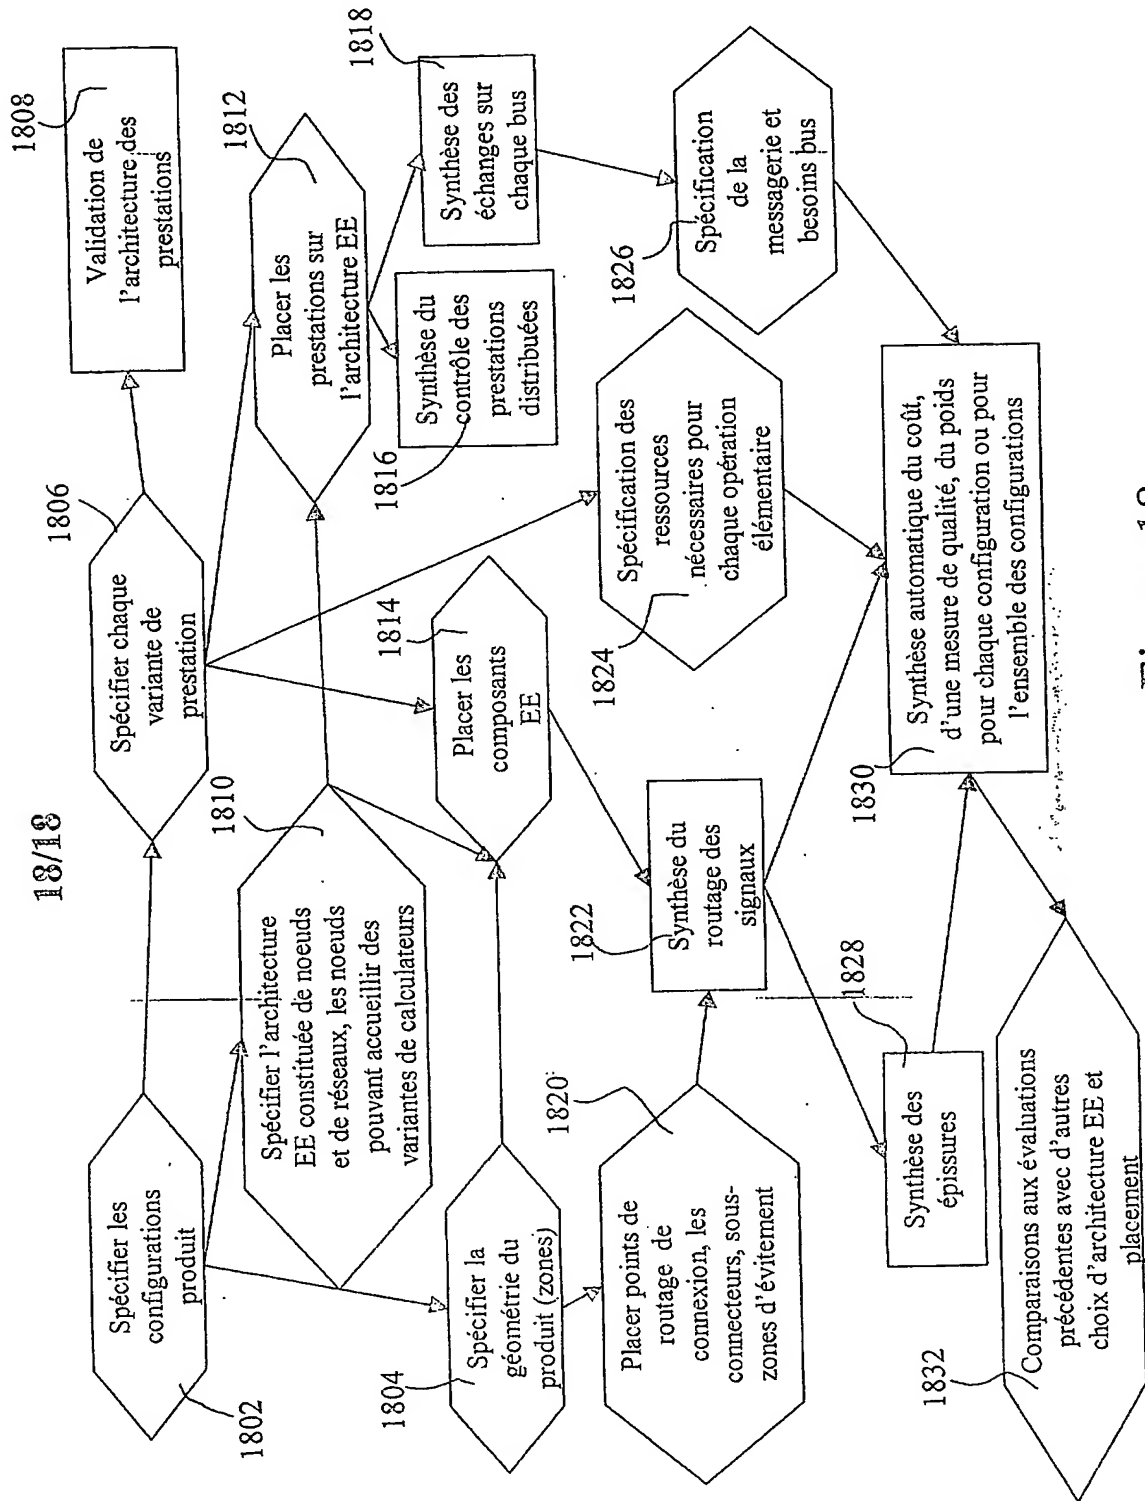 18/18
1802
Spécifier les
configurations
produit
1806
Spécifier chaque
variante de
prestation
1808
Validation de
l'architecture des
prestations
1810
Spécifier l'architecture
EE constituée de noeuds
et de réseaux, les noeuds
pouvant accueillir des
variantes de calculateurs
1812
Placer les
prestations sur
l'architecture EE
1804
Spécifier la
géométrie du
produit (zones)
1814
Placer les
composants
EE
1816
Synthèse du
contrôle des
prestations
distribuées
1818
Synthèse des
échanges sur
chaque bus
1820
Placer points de
routage de
connexion, les
connecteurs, sous-
zones d'évitement
1822
Synthèse du
routage des
signaux
1824
Spécification des
ressources
nécessaires pour
chaque opération
élémentaire
1826
Spécification
de la
messagerie et
besoins bus
1828
Synthèse des
épissures
1830
Synthèse automatique du coût,
d'une mesure de qualité, du poids
pour chaque configuration ou pour
l'ensemble des configurations
1832
Comparaisons aux évaluations
précédentes avec d'autres
choix d'architecture EE et
placement